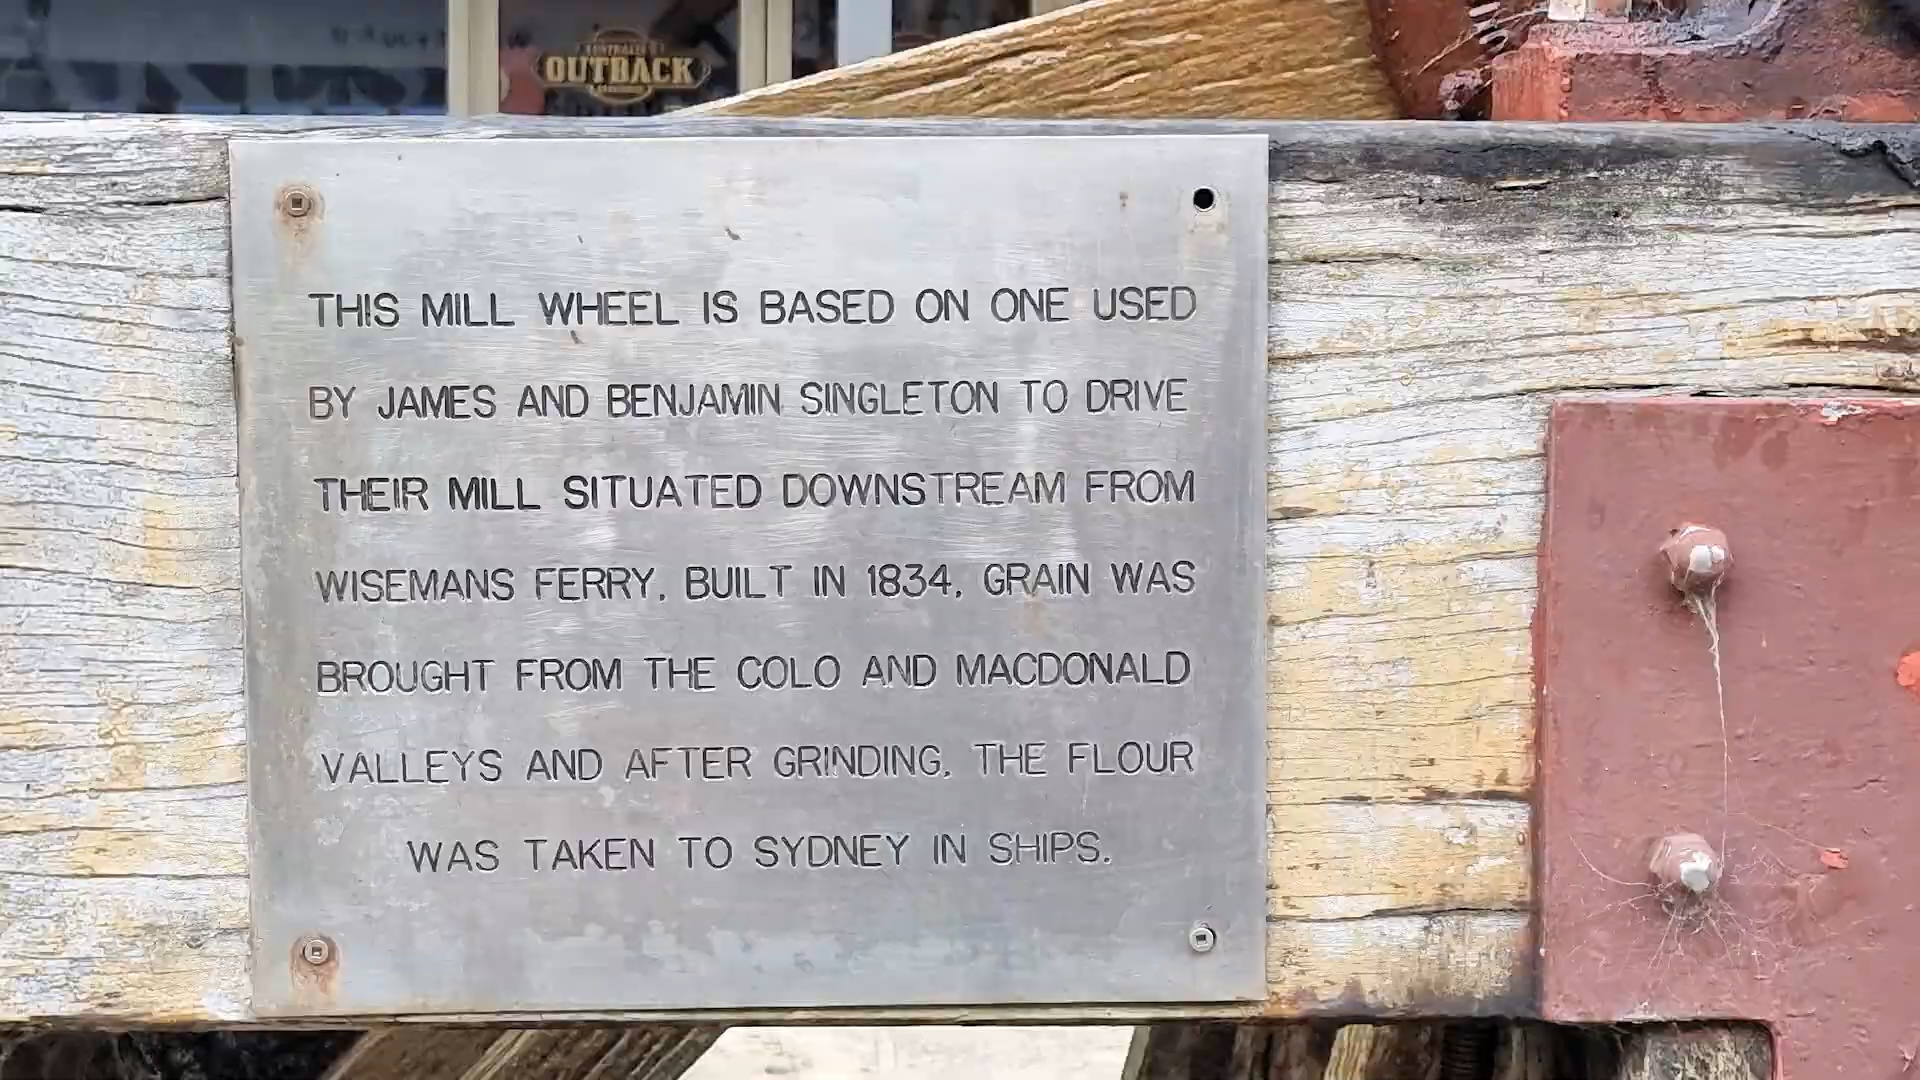 OUTBACK
THIS MILL WHEEL IS BASED ON ONE USED
BY JAMES AND BENJAMIN SINGLETON TO DRIVE
THEIR MILL SITUATED DOWNSTREAM FROM
WISEMANS FERRY. BUILT IN 1834, GRAIN WAS
BROUGHT FROM THE COLO AND MACDONALD
VALLEYS AND AFTER GRINDING, THE FLOUR
WAS TAKEN TO SYDNEY IN SHIPS.